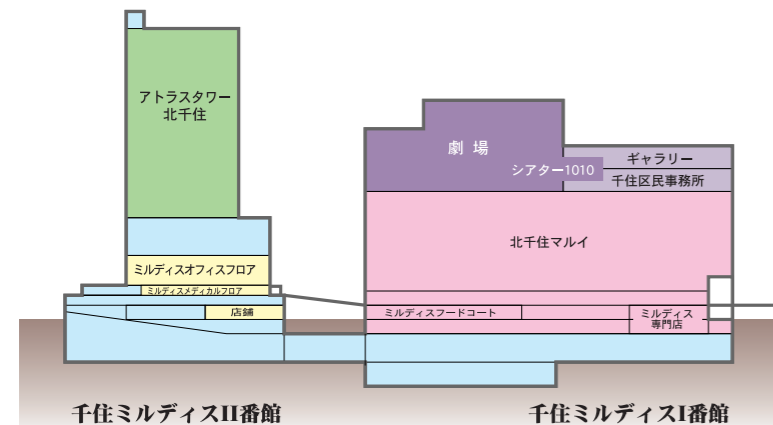 アトラスタワー
北千住
ミルディスオフィスフロア
ミルディスメディカルフロア
店舗
劇 場
シアター1010
ギャラリー
千住区民事務所
北千住マルイ
ミルディスフードコート
ミルディス
専門店
千住ミルディスII番館
千住ミルディスI番館